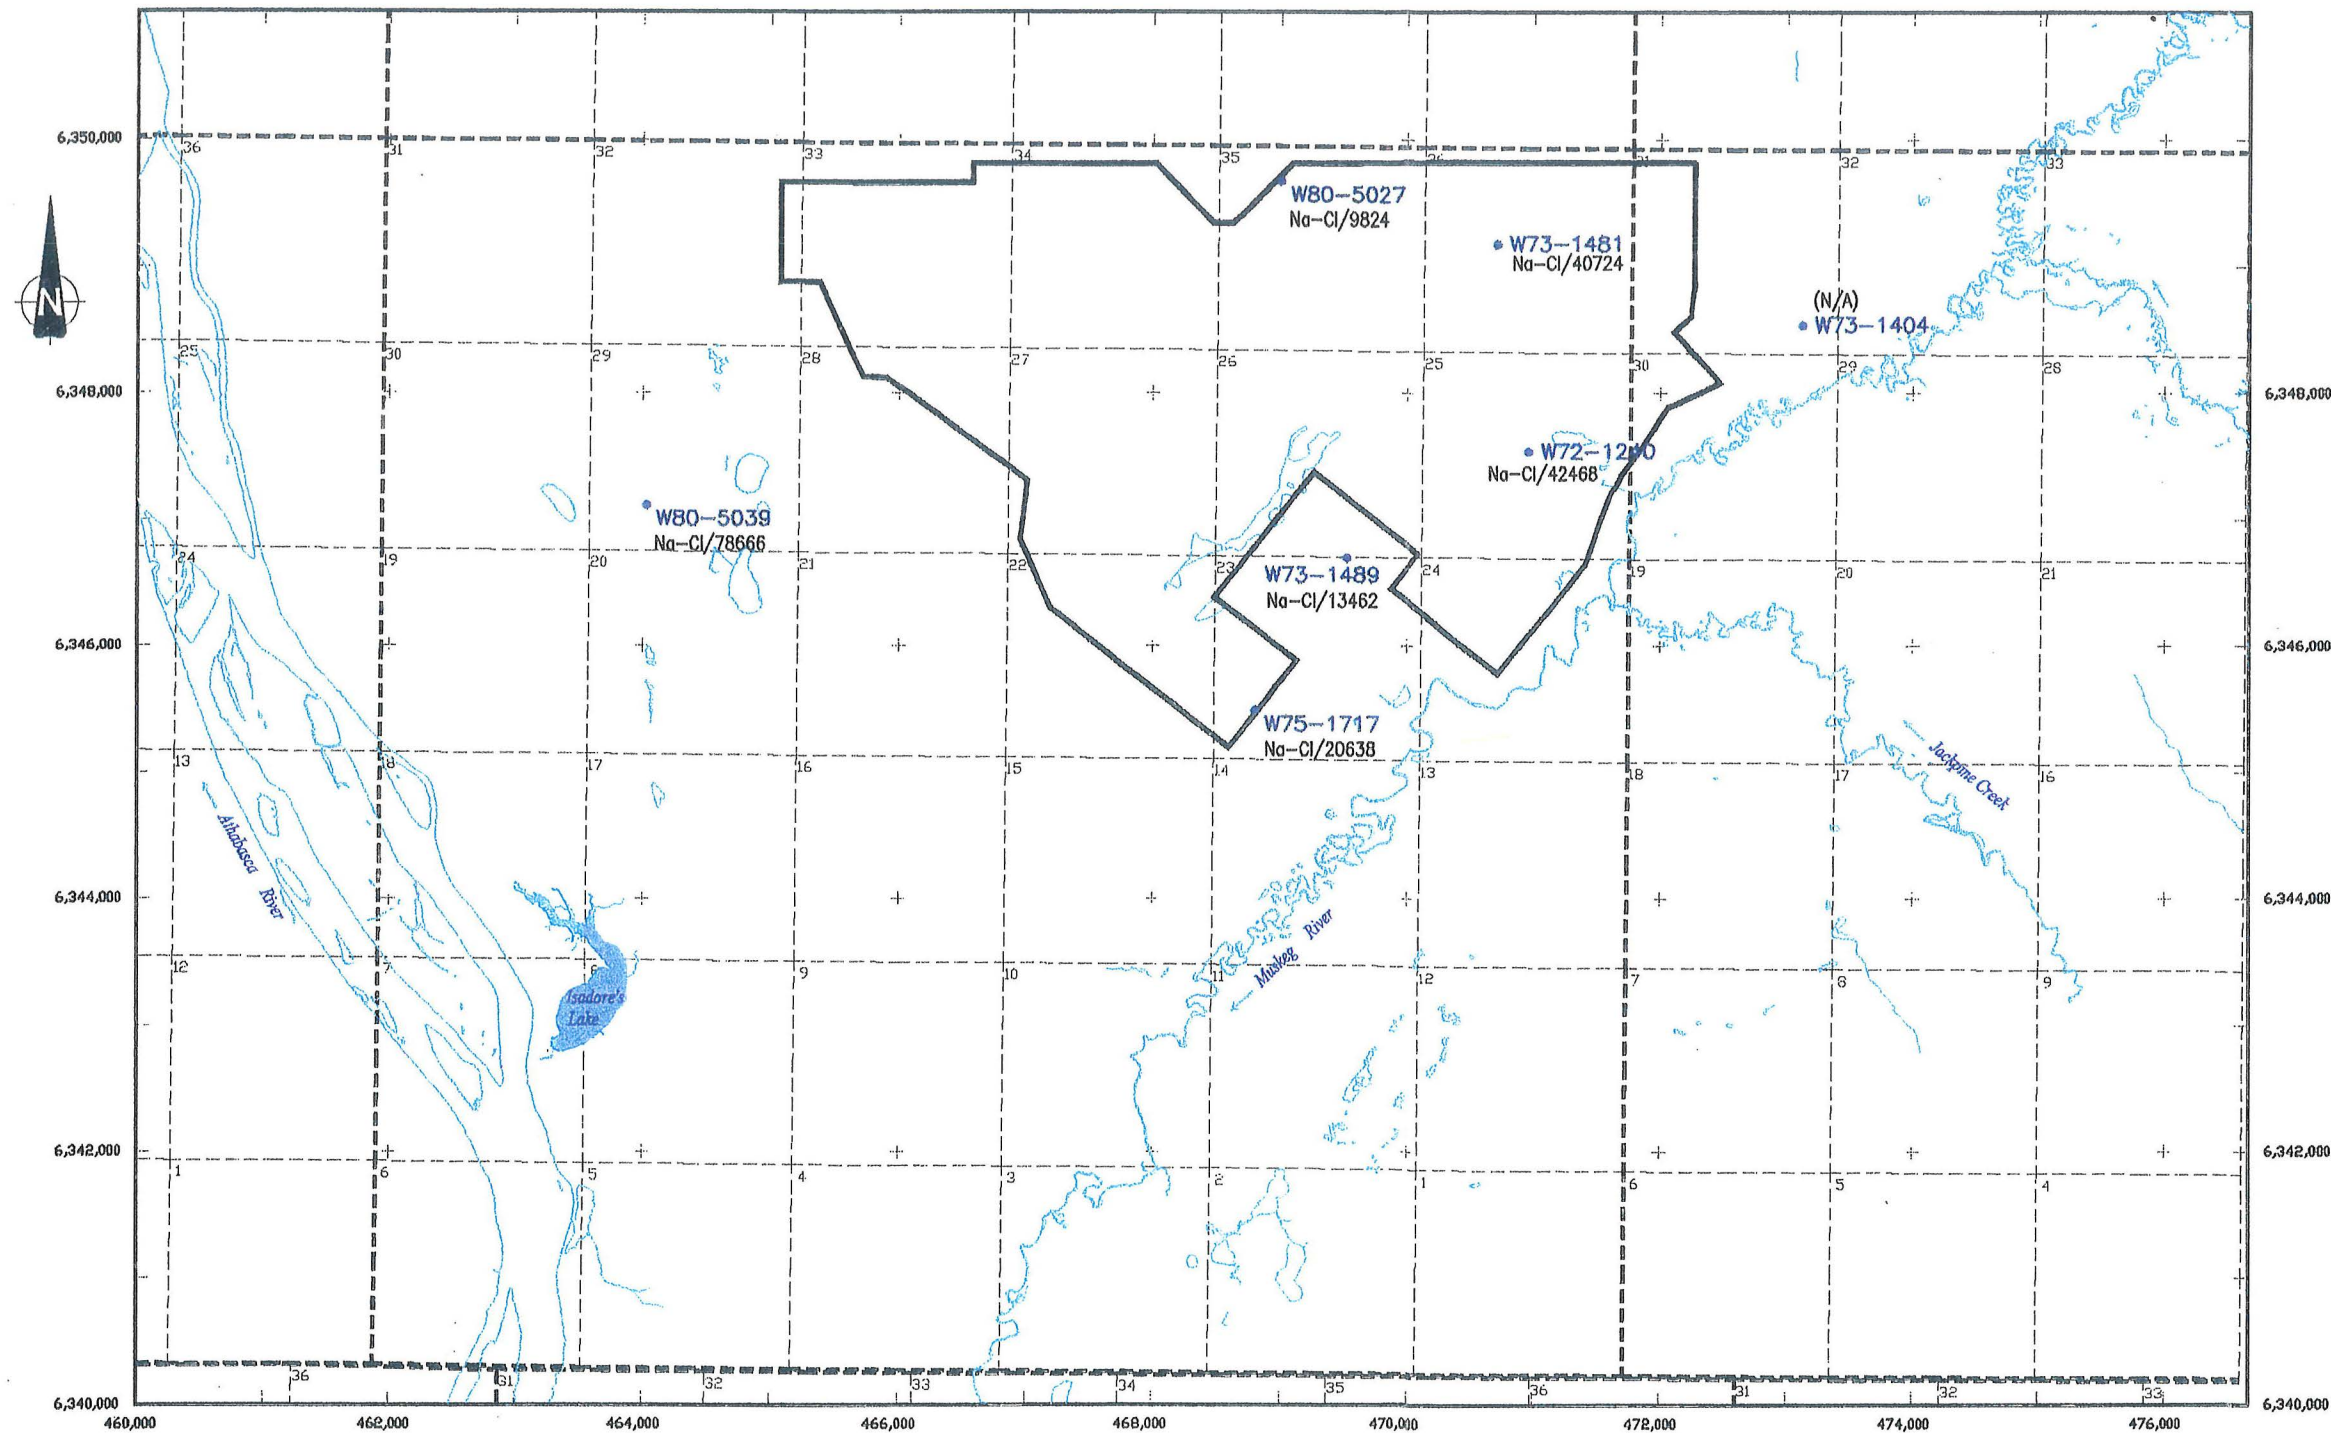 6,350,000
36 31 32 33 34 35 36 31 32 33
W80-5027
Na-Cl/9824
W73-1481
Na-Cl/40724
N
(N/A)
W73-1404
25 30 29 28 27 26 25 30 29 28
6,348,000 6,348,000
W72-1240
Na-Cl/42468
W80-5039
Na-Cl/78666
24 19 20 21 22 23 24 19 20 21
W73-1489
Na-Cl/13462
6,346,000 6,346,000
W75-1717
Na-Cl/20638
13 18 17 16 15 14 13 18 17 16
Jackpine Creek
Athabasca River
6,344,000 6,344,000
Muskeg River
12 7 8 9 10 11 12 7 8 9
Isadore's
Lake
6,342,000 6,342,000
1 6 5 4 3 2 1 6 5 4
36 31 32 33 34 35 36 31 32 33
6,340,000 6,340,000
460,000 462,000 464,000 466,000 468,000 470,000 472,000 474,000 476,000